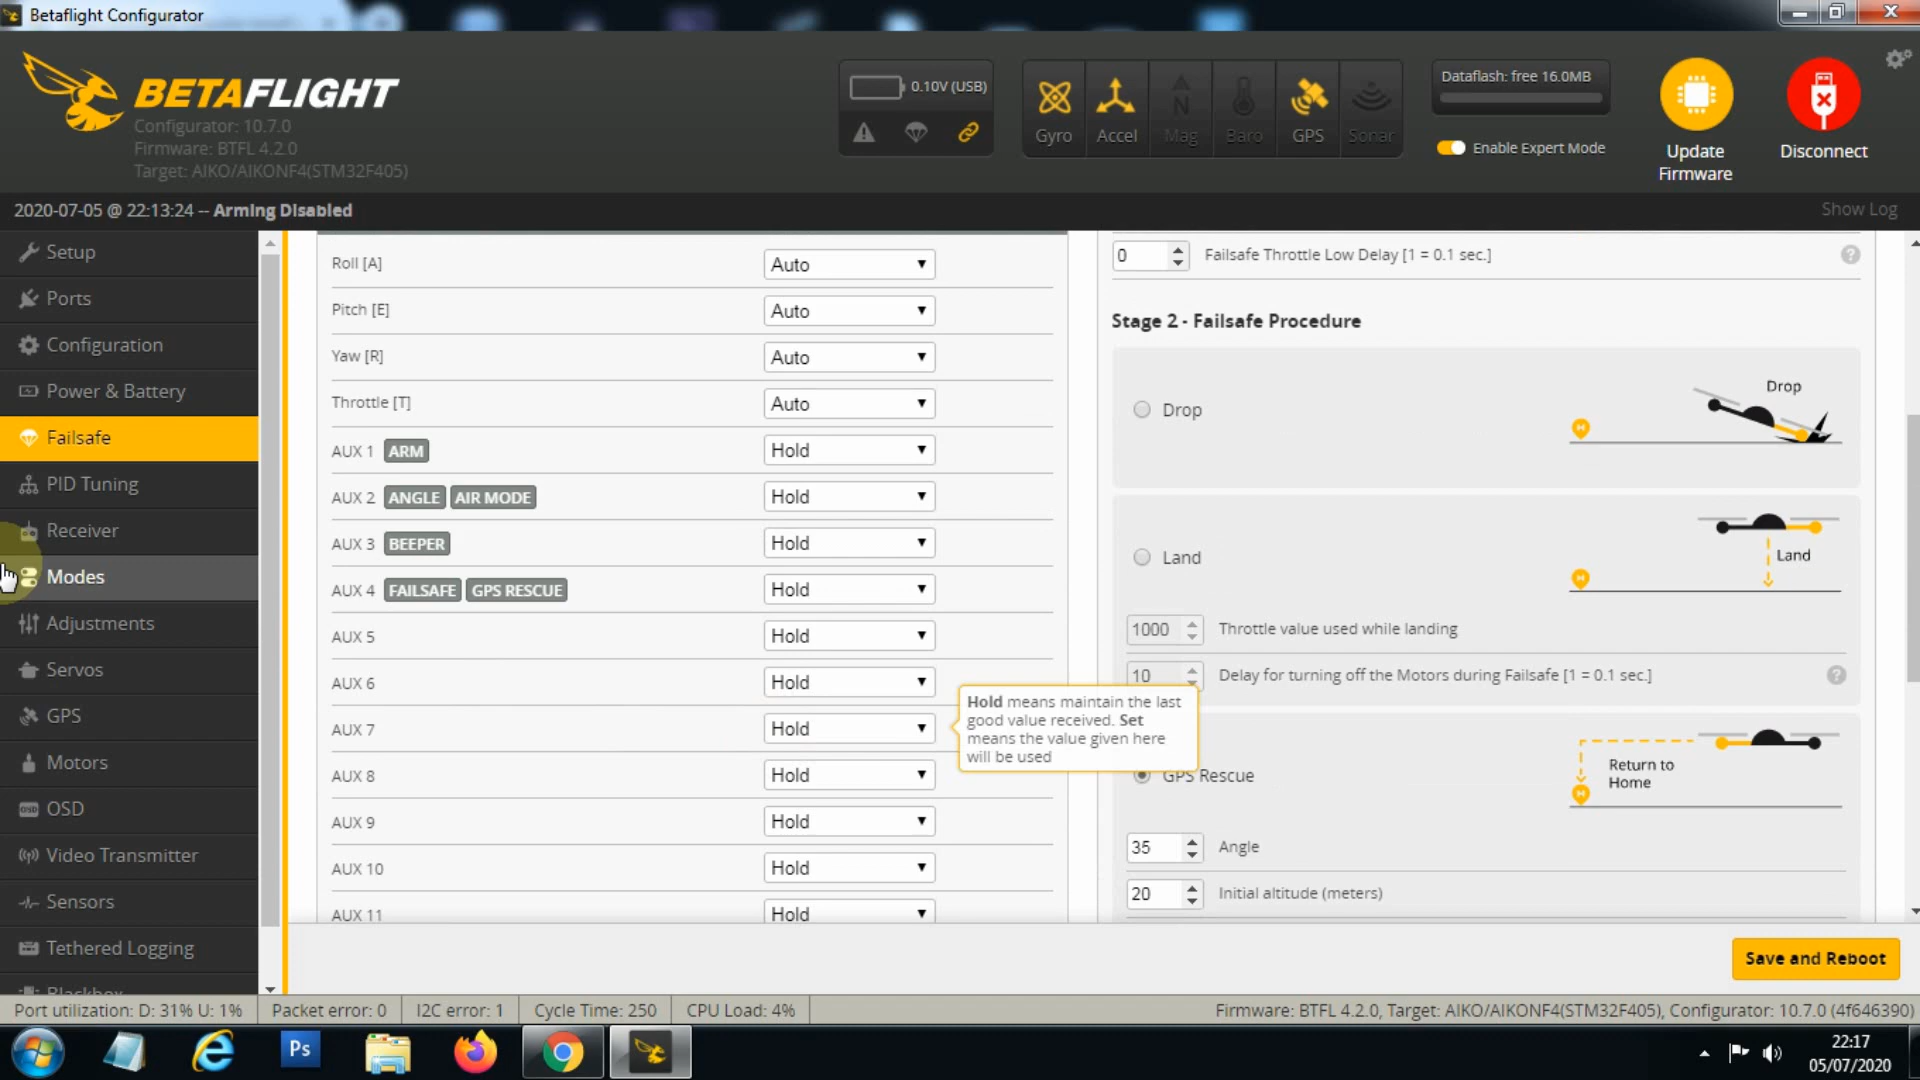 Betaflight Configurator
BETAFLIGHT
Configurator: 10.7.0
Firmware: BTFL 4.2.0
Target: AIKO/AIKONF4(STM32F405)
0.10V (USB)
Gyro
Accel
Mag
Baro
GPS
Sonar
Dataflash: free 16.0MB
Enable Expert Mode
Update
Firmware
Disconnect
2020-07-05 @ 22:13:24 -- Arming Disabled
Show Log
Setup
Ports
Configuration
Power & Battery
Failsafe
PID Tuning
Receiver
Modes
Adjustments
Servos
GPS
Motors
OSD
Video Transmitter
Sensors
Tethered Logging
Blackbox
Roll [A] Auto
Pitch [E] Auto
Yaw [R] Auto
Throttle [T] Auto
AUX 1 ARM Hold
AUX 2 ANGLE AIR MODE Hold
AUX 3 BEEPER Hold
AUX 4 FAILSAFE GPS RESCUE Hold
AUX 5 Hold
AUX 6 Hold
AUX 7 Hold
AUX 8 Hold
AUX 9 Hold
AUX 10 Hold
AUX 11 Hold
Hold means maintain the last
good value received. Set
means the value given here
will be used
0 Failsafe Throttle Low Delay [1 = 0.1 sec.]
Stage 2 - Failsafe Procedure
Drop
Drop
Land
Land
1000 Throttle value used while landing
10 Delay for turning off the Motors during Failsafe [1 = 0.1 sec.]
GPS Rescue
Return to
Home
35 Angle
20 Initial altitude (meters)
Save and Reboot
Port utilization: D: 31% U: 1%
Packet error: 0
I2C error: 1
Cycle Time: 250
CPU Load: 4%
Firmware: BTFL 4.2.0, Target: AIKO/AIKONF4(STM32F405), Configurator: 10.7.0 (4f646390)
Ps
22:17
05/07/2020